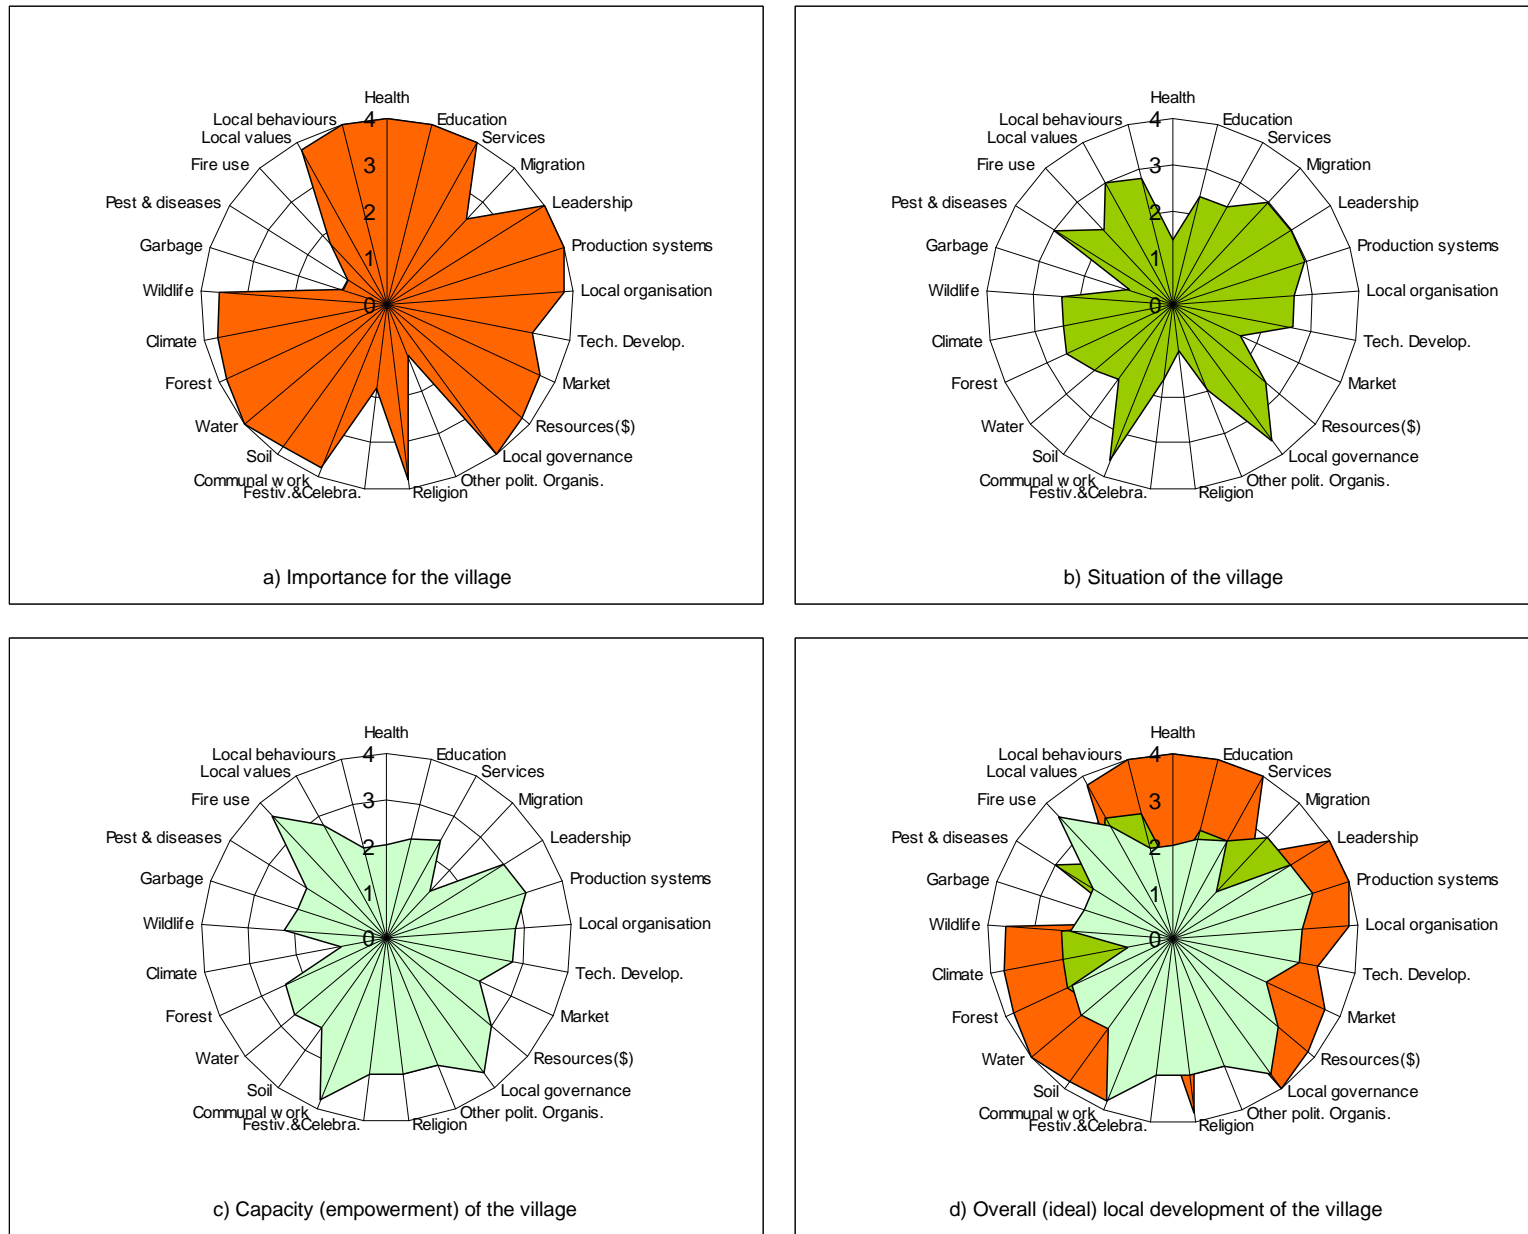 Health
Local behaviours
4
Education
Local values
Services
Fire use
3
Migration
Pest & diseases
2
Leadership
Garbage
1
Production systems
Wildlife
0
Local organisation
Climate
Tech. Develop.
Forest
Market
Water
Resources($)
Soil
Local governance
Communal work
Other polit. Organis.
Festiv.&Celebra.
Religion
a) Importance for the village
Health
Local behaviours
4
Education
Local values
Services
Fire use
3
Migration
Pest & diseases
2
Leadership
Garbage
1
Production systems
Wildlife
0
Local organisation
Climate
Tech. Develop.
Forest
Market
Water
Resources($)
Soil
Local governance
Communal work
Other polit. Organis.
Festiv.&Celebra.
Religion
b) Situation of the village
Health
Local behaviours
4
Education
Local values
Services
Fire use
3
Migration
Pest & diseases
2
Leadership
Garbage
1
Production systems
Wildlife
0
Local organisation
Climate
Tech. Develop.
Forest
Market
Water
Resources($)
Soil
Local governance
Communal work
Other polit. Organis.
Festiv.&Celebra.
Religion
c) Capacity (empowerment) of the village
Health
Local behaviours
4
Education
Local values
Services
Fire use
3
Migration
Pest & diseases
2
Leadership
Garbage
1
Production systems
Wildlife
0
Local organisation
Climate
Tech. Develop.
Forest
Market
Water
Resources($)
Soil
Local governance
Communal work
Other polit. Organis.
Festiv.&Celebra.
Religion
d) Overall (ideal) local development of the village